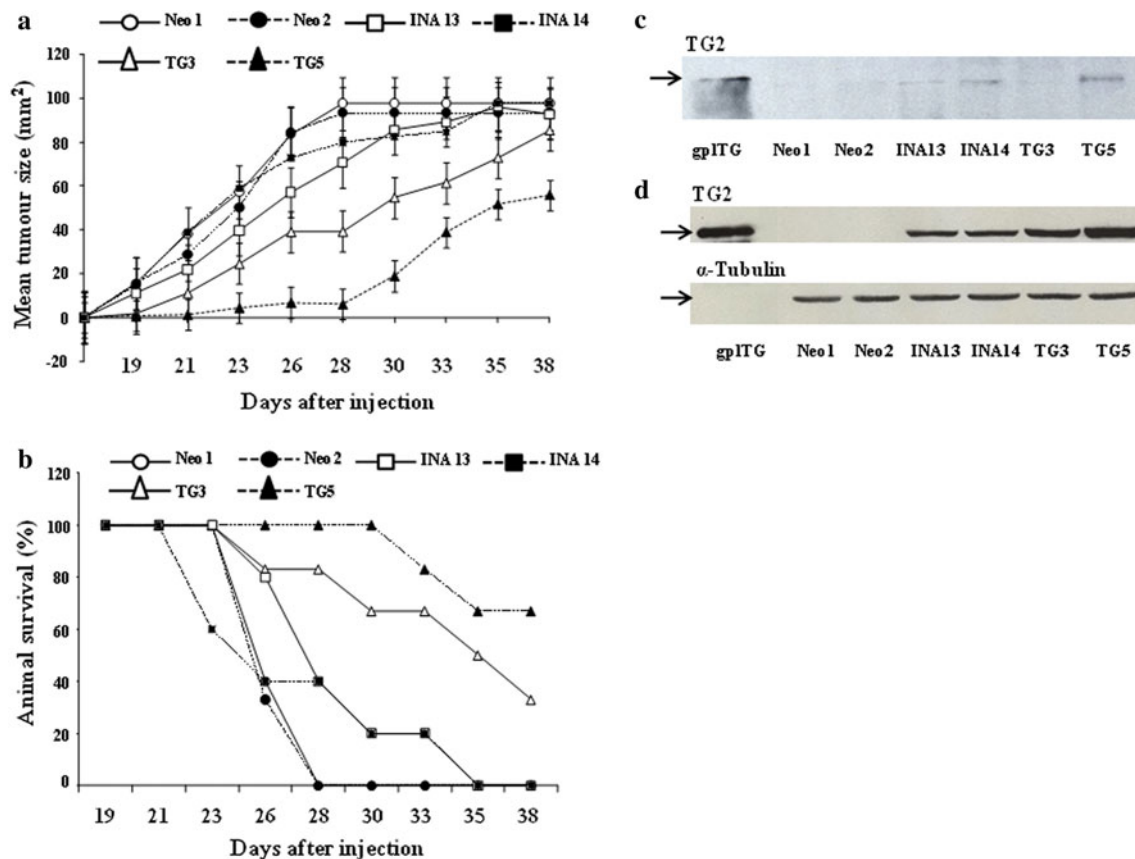 a
Neo 1 Neo 2 INA 13 INA 14
TG3 TG5
Mean tumour size (mm²)
120
100
80
60
40
20
0
-20
19 21 23 26 28 30 33 35 38
Days after injection
b
Neo 1 Neo 2 INA 13 INA 14
TG3 TG5
Animal survival (%)
120
100
80
60
40
20
0
19 21 23 26 28 30 33 35 38
Days after injection
c
TG2
gplTG Neo1 Neo2 INA13 INA14 TG3 TG5
d
TG2
α-Tubulin
gplTG Neo1 Neo2 INA13 INA14 TG3 TG5